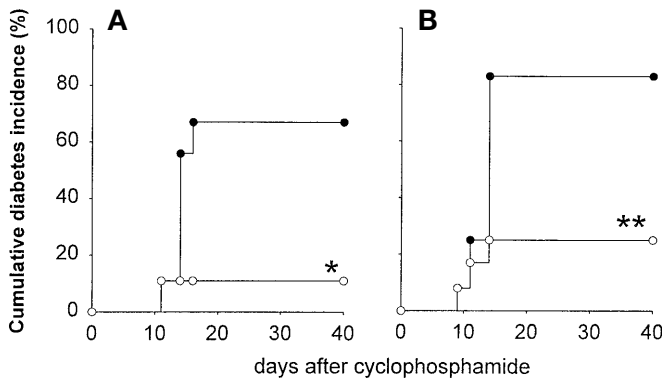 A B
Cumulative diabetes incidence (%)
100
80
60
40
20
0
*
**
0 10 20 30 40 0 10 20 30 40
days after cyclophosphamide